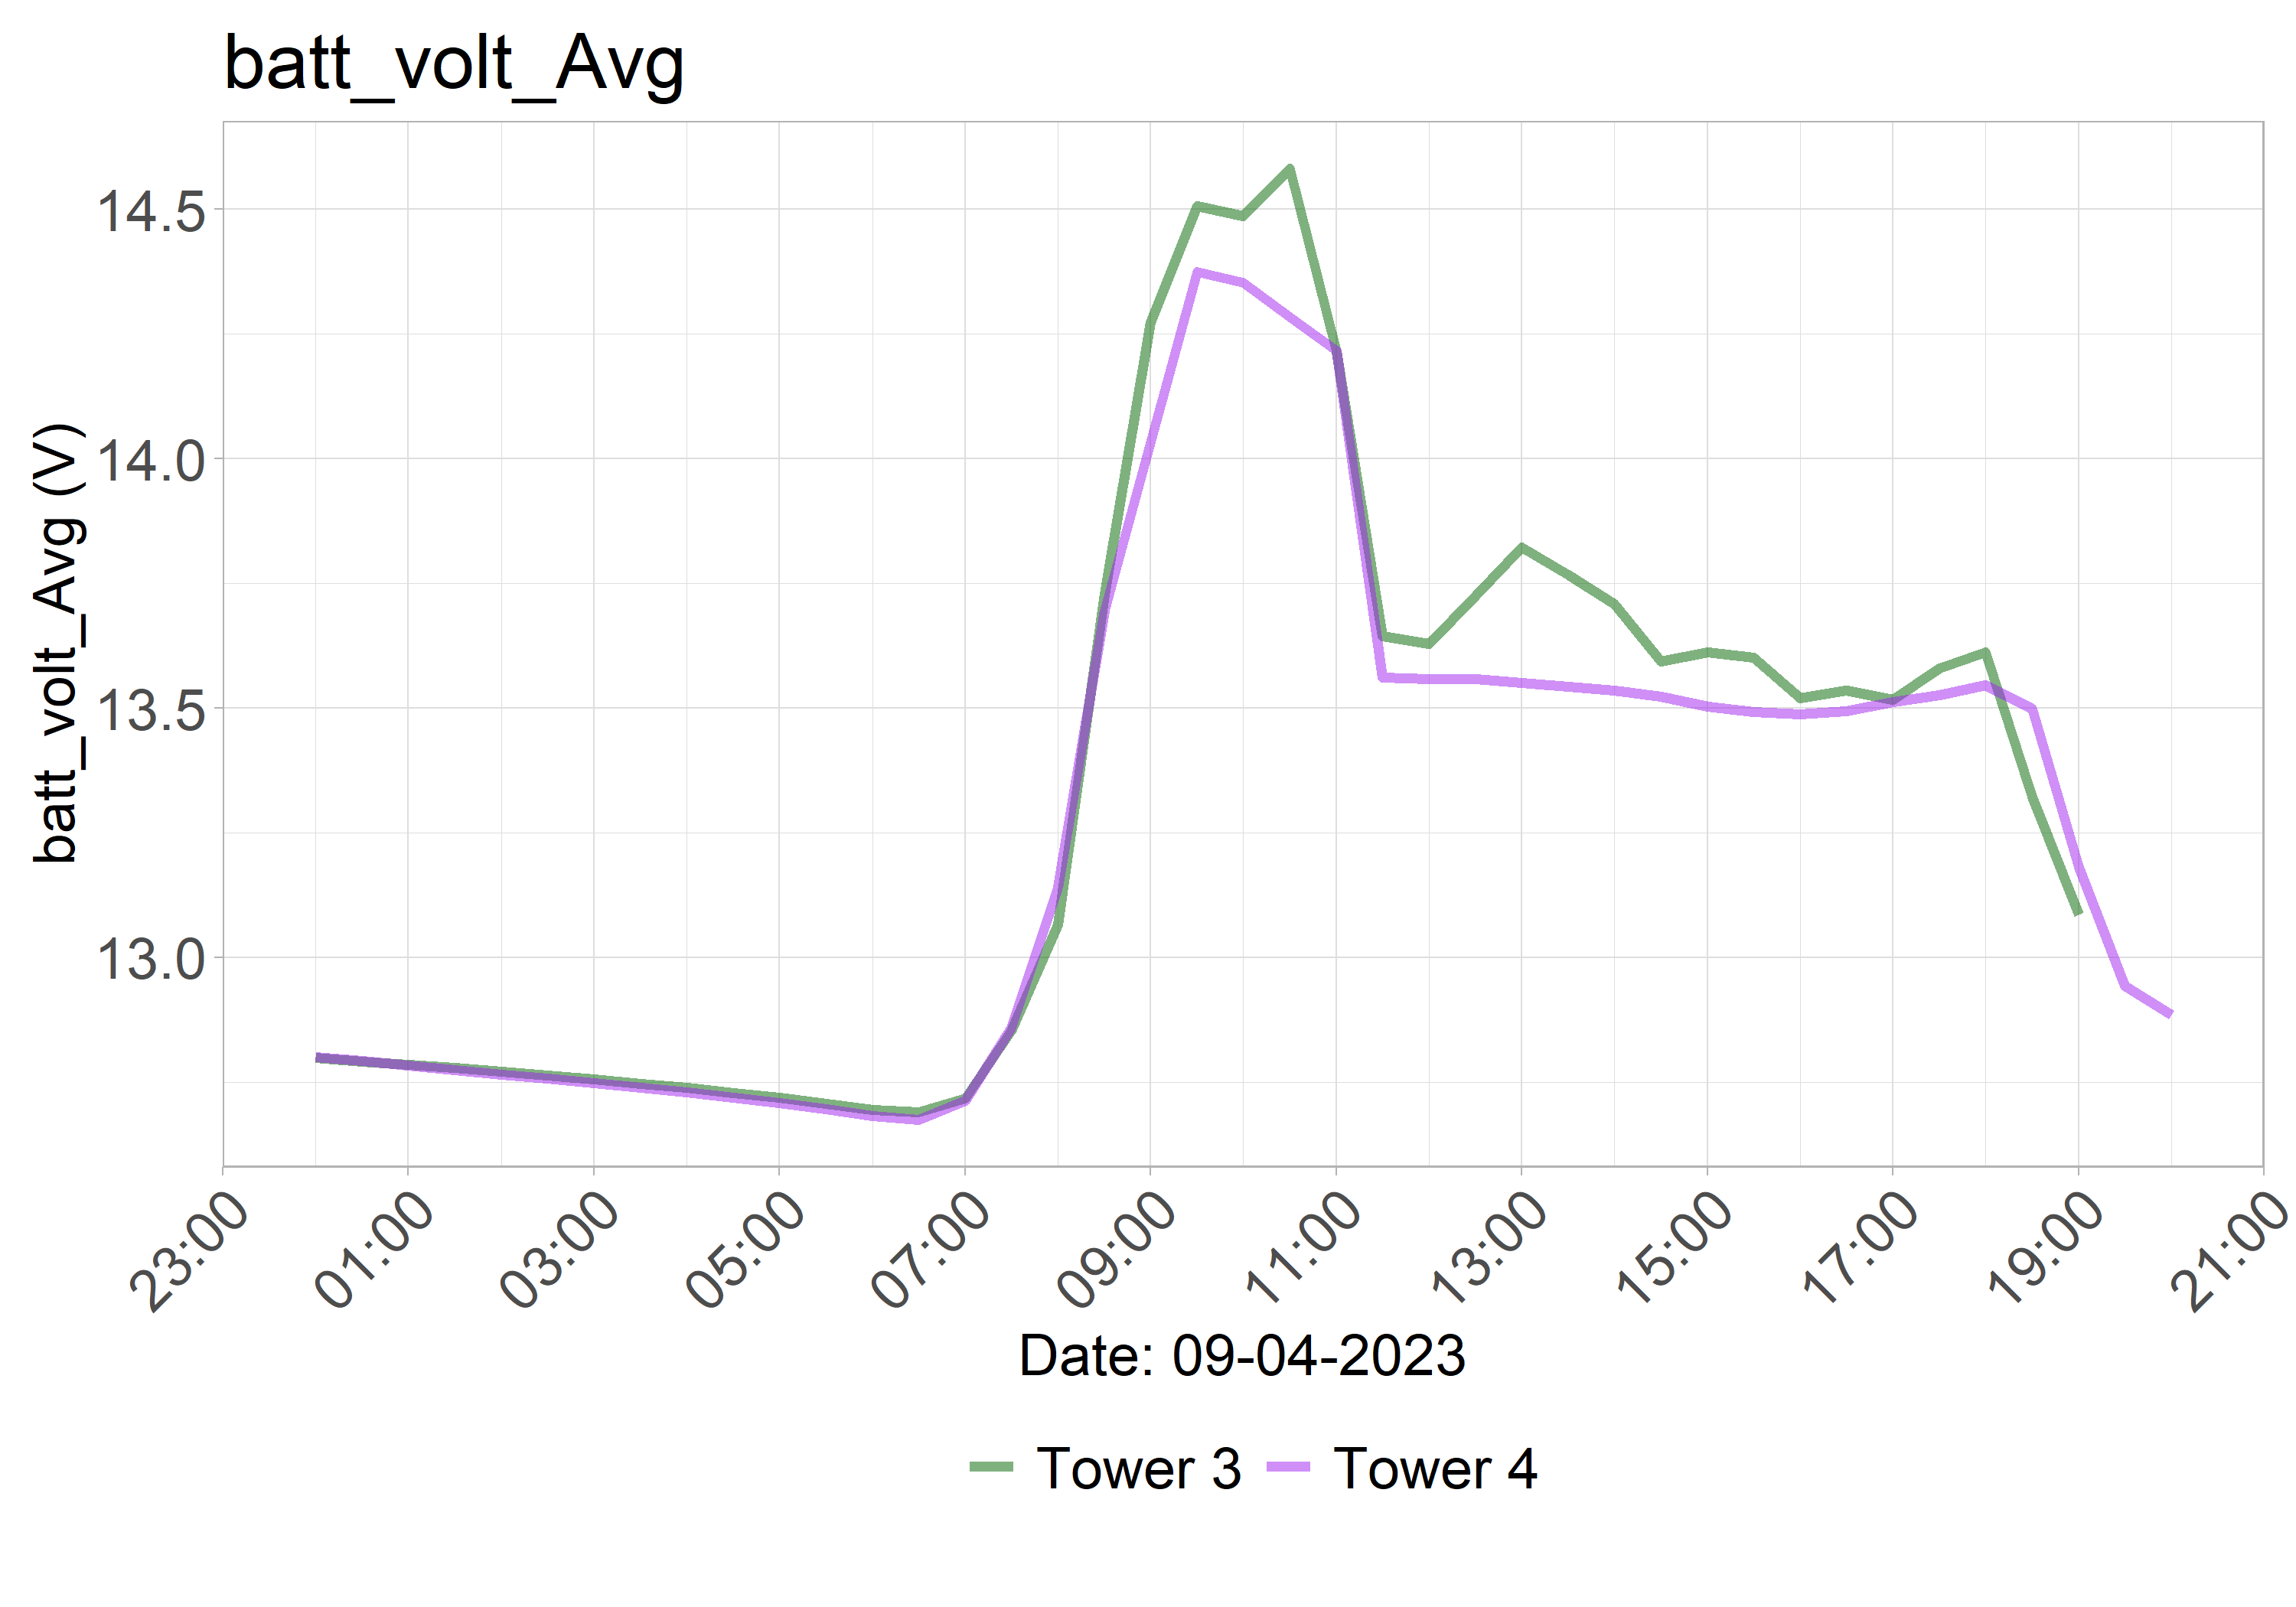 batt_volt_Avg
batt_volt_Avg (V)
14.5
14.0
13.5
13.0
23:00 01:00 03:00 05:00 07:00 09:00 11:00 13:00 15:00 17:00 19:00 21:00
Date: 09-04-2023
Tower 3 Tower 4